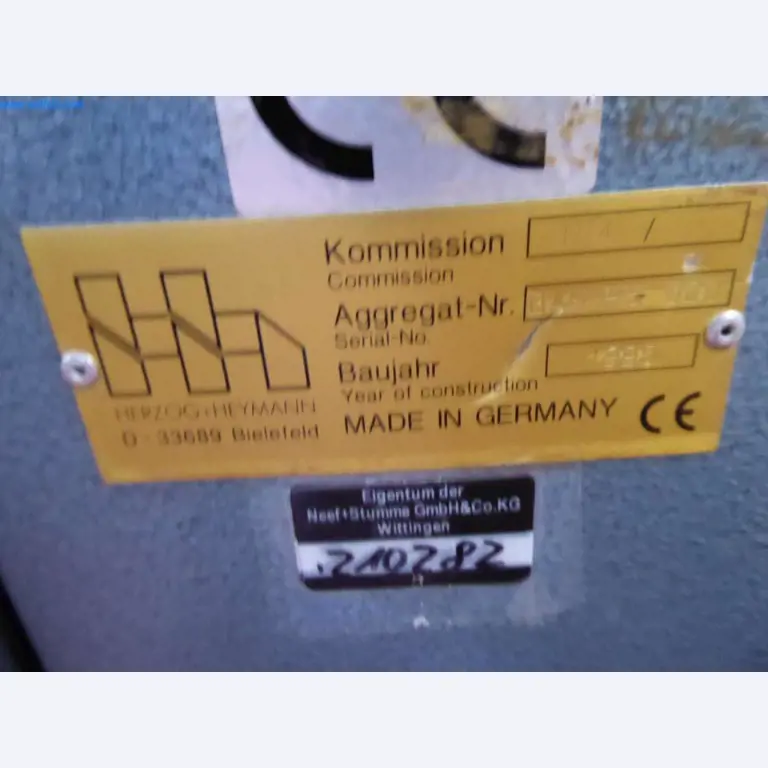 Kommission
Commission
Aggregat-Nr.
Serial-No.
Baujahr
Year of construction
HERZOG+HEYMANN
D - 33689 Bielefeld
MADE IN GERMANY CE
Eigentum der
Neef+Stumme GmbH&Co.KG
Wittingen
210282